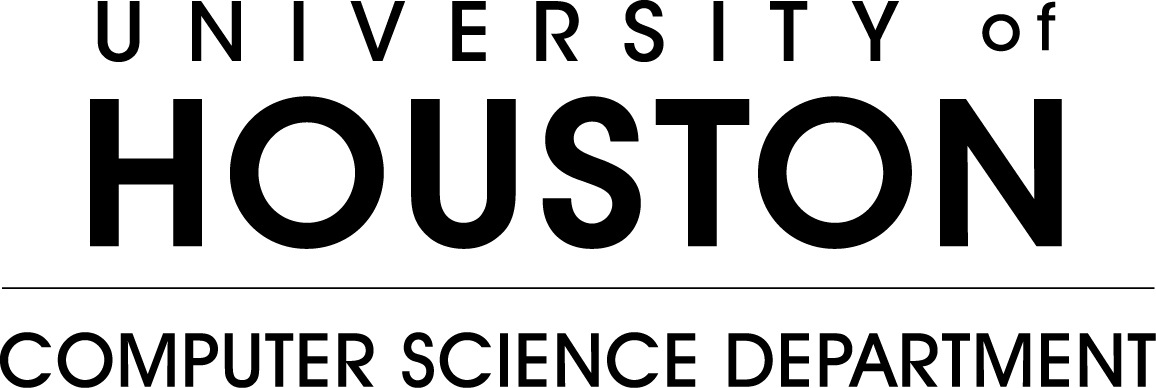 UNIVERSITY of
HOUSTON
COMPUTER SCIENCE DEPARTMENT